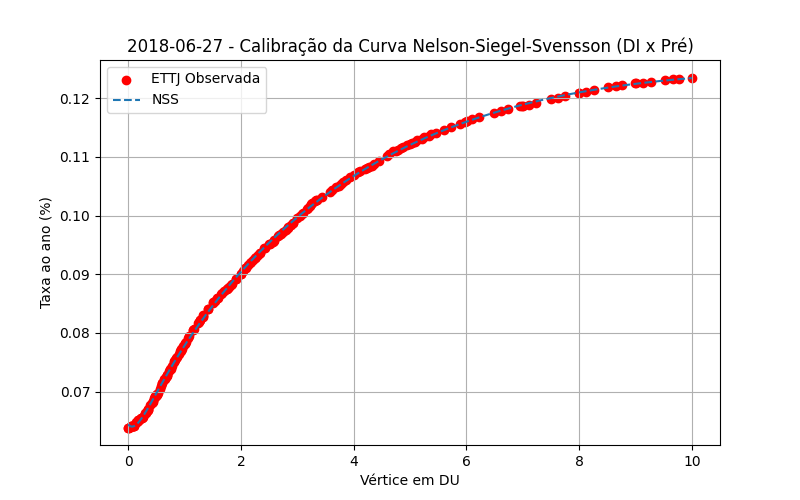 2018-06-27 - Calibração da Curva Nelson-Siegel-Svensson (DI x Pré)
ETTJ Observada
NSS
Taxa ao ano (%)
0.12
0.11
0.10
0.09
0.08
0.07
0 2 4 6 8 10
Vértice em DU